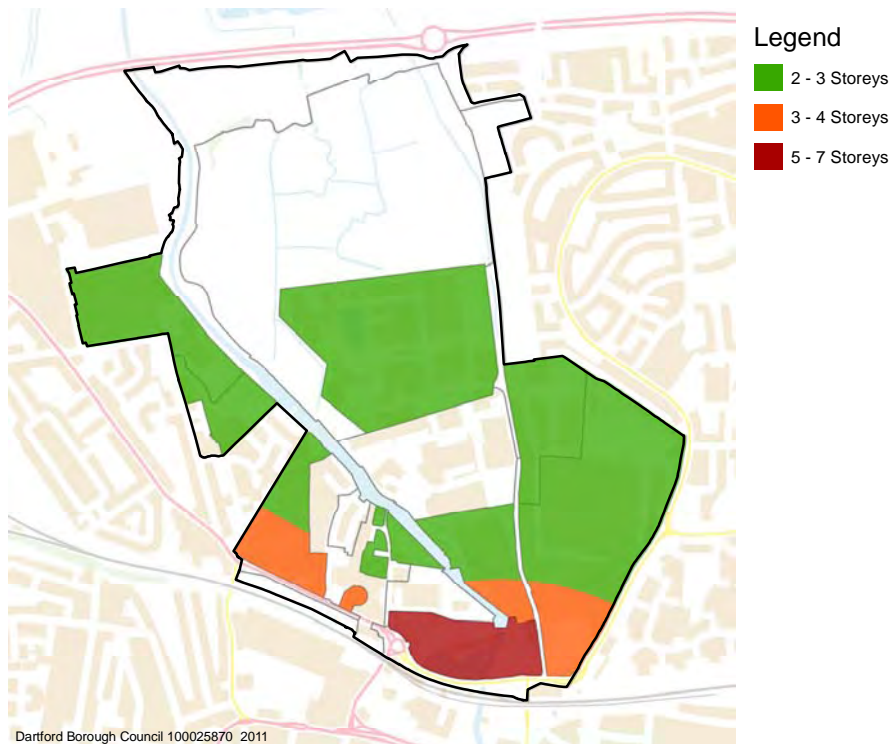 Legend
2 - 3 Storeys
3 - 4 Storeys
5 - 7 Storeys
Dartford Borough Council 100025870 2011